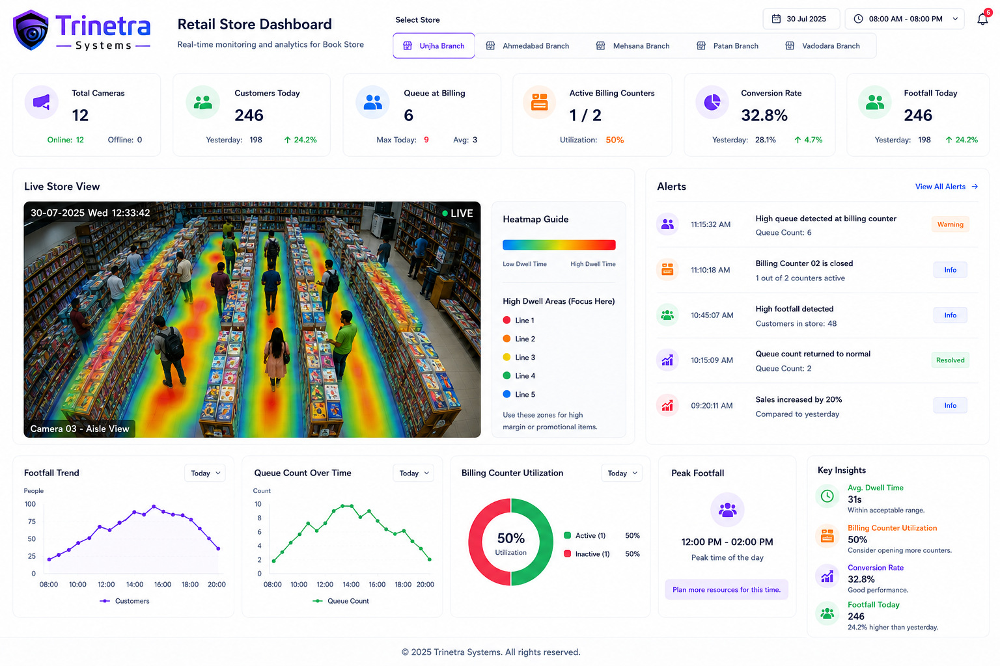 Trinetra
Systems
Retail Store Dashboard
Real-time monitoring and analytics for Book Store
Select Store
Unjha Branch
Ahmedabad Branch
Mehsana Branch
Patan Branch
Vadodara Branch
30 Jul 2025
08:00 AM - 08:00 PM
6
Total Cameras
12
Online: 12 Offline: 0
Customers Today
246
Yesterday: 198 ↑ 24.2%
Queue at Billing
6
Max Today: 9 Avg: 3
Active Billing Counters
1 / 2
Utilization: 50%
Conversion Rate
32.8%
Yesterday: 28.1% ↑ 4.7%
Footfall Today
246
Yesterday: 198 ↑ 24.2%
Live Store View
30-07-2025 Wed 12:33:42
LIVE
Camera 03 - Aisle View
Heatmap Guide
Low Dwell Time High Dwell Time
High Dwell Areas (Focus Here)
Line 1
Line 2
Line 3
Line 4
Line 5
Use these zones for high
margin or promotional items.
Alerts
View All Alerts →
11:15:32 AM
High queue detected at billing counter
Queue Count: 6
Warning
11:10:18 AM
Billing Counter 02 is closed
1 out of 2 counters active
Info
10:45:07 AM
High footfall detected
Customers in store: 48
Info
10:15:09 AM
Queue count returned to normal
Queue Count: 2
Resolved
09:20:11 AM
Sales increased by 20%
Compared to yesterday
Info
Footfall Trend
Today
People
100
75
50
25
0
08:00 10:00 12:00 14:00 16:00 18:00 20:00
Customers
Queue Count Over Time
Today
Count
10
8
6
4
2
0
08:00 10:00 12:00 14:00 16:00 18:00 20:00
Queue Count
Billing Counter Utilization
Today
50%
Utilization
Active (1) 50%
Inactive (1) 50%
Peak Footfall
12:00 PM - 02:00 PM
Peak time of the day
Plan more resources for this time.
Key Insights
Avg. Dwell Time
31s
Within acceptable range.
Billing Counter Utilization
50%
Consider opening more counters.
Conversion Rate
32.8%
Good performance.
Footfall Today
246
24.2% higher than yesterday.
© 2025 Trinetra Systems. All rights reserved.